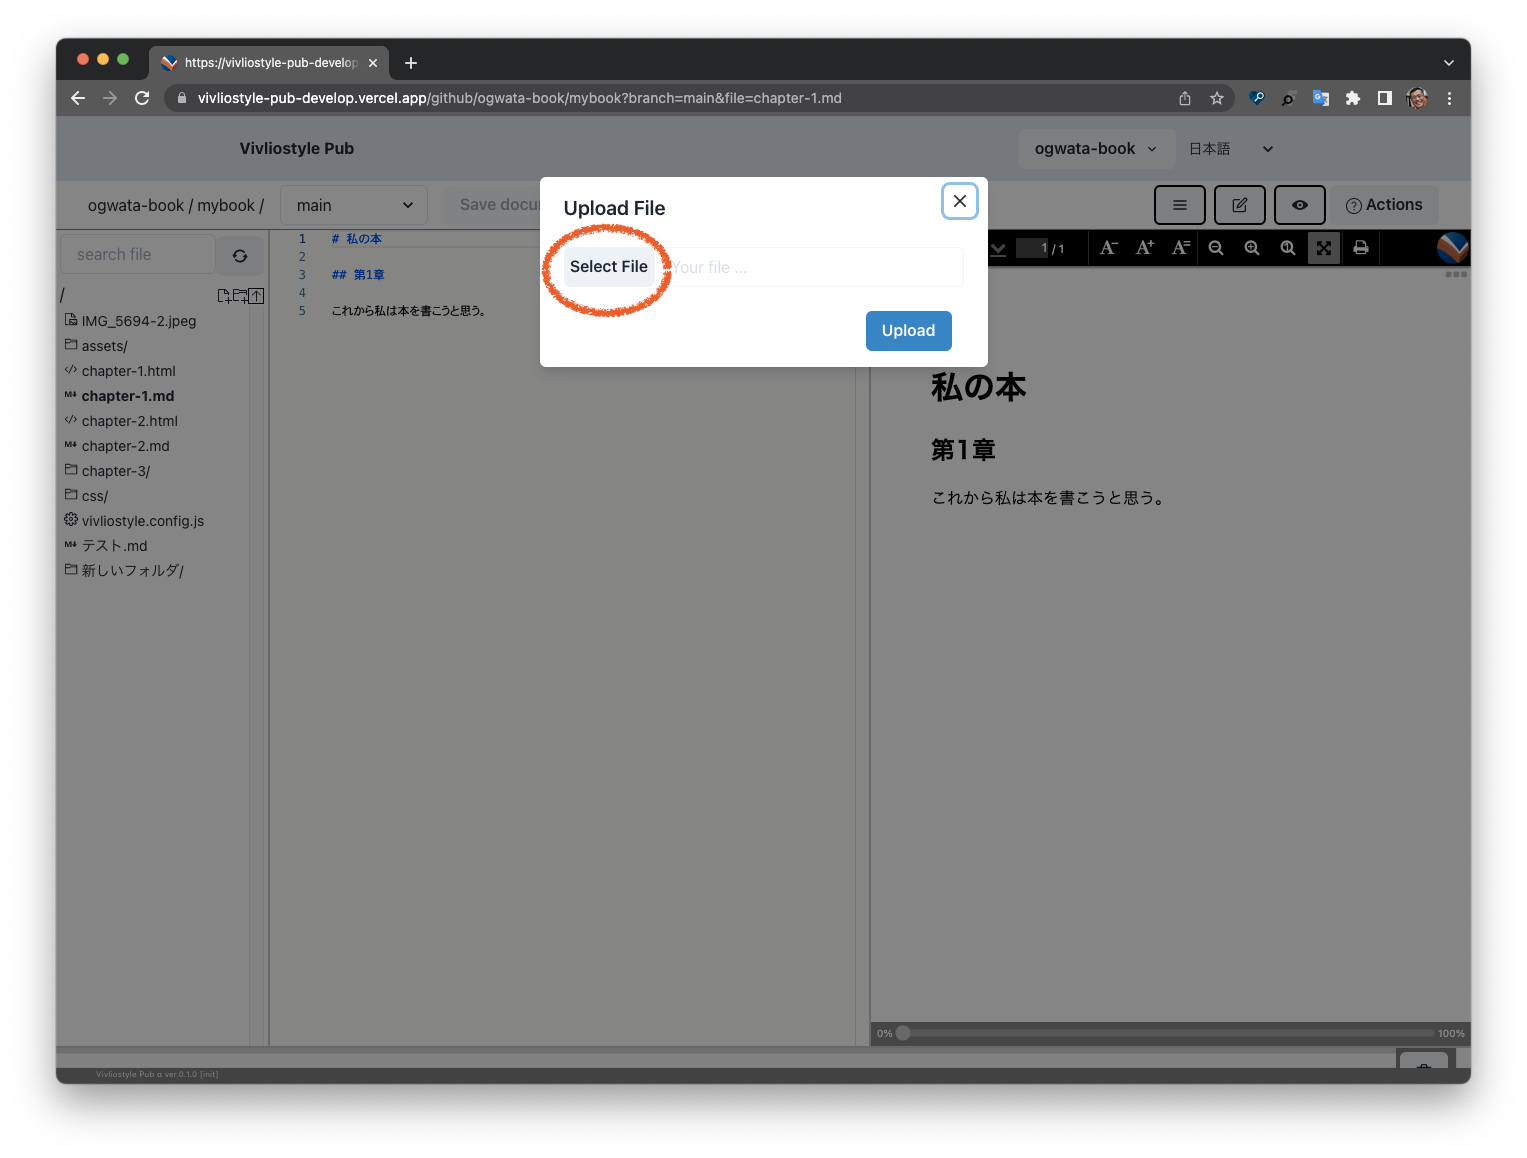 https://vivliostyle-pub-develop
vivliostyle-pub-develop.vercel.app/github/ogwata-book/mybook?branch=main&file=chapter-1.md
Vivliostyle Pub
ogwata-book
日本語
ogwata-book / mybook /
main
Save docu
Actions
Upload File
Select File
Your file ...
Upload
search file
/
IMG_5694-2.jpeg
assets/
chapter-1.html
chapter-1.md
chapter-2.html
chapter-2.md
chapter-3/
css/
vivliostyle.config.js
テスト.md
新しいフォルダ/
1 # 私の本
2
3 ## 第1章
4
5 これから私は本を書こうと思う。
1 / 1
私の本
第1章
これから私は本を書こうと思う。
0%
100%
Vivliostyle Pub α ver.0.1.0 [init]